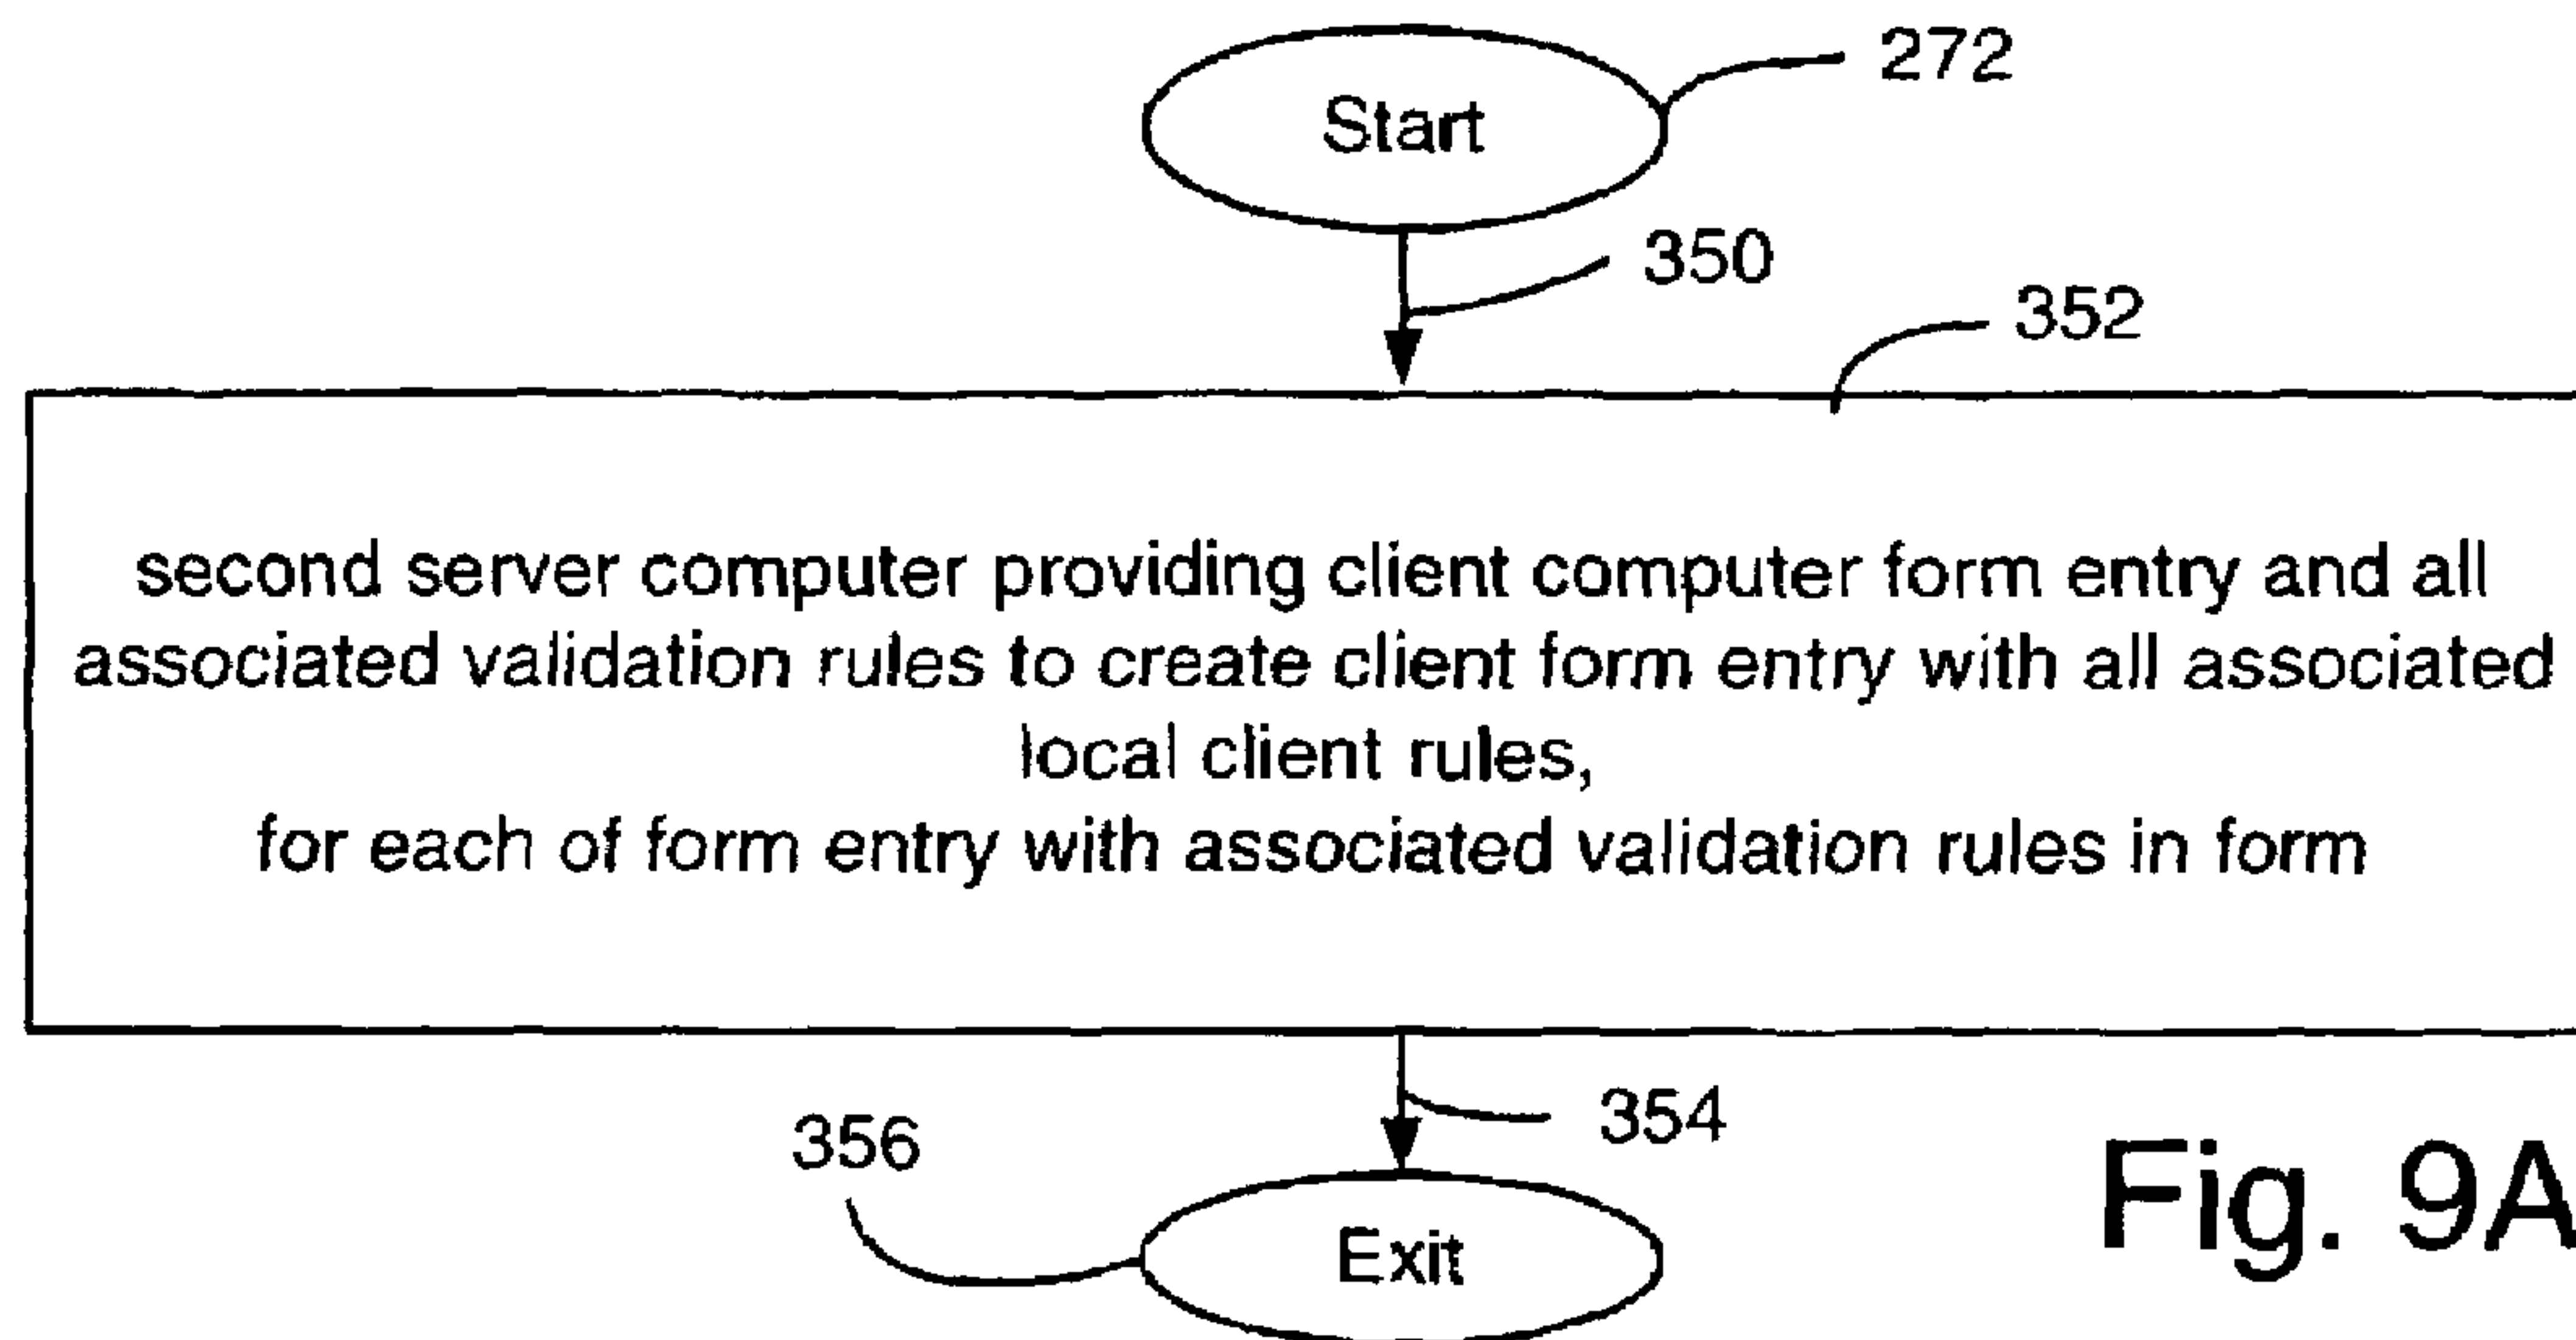 Start
272
350
352
second server computer providing client computer form entry and all
associated validation rules to create client form entry with all associated
local client rules,
for each of form entry with associated validation rules in form
354
356
Exit
Fig. 9A